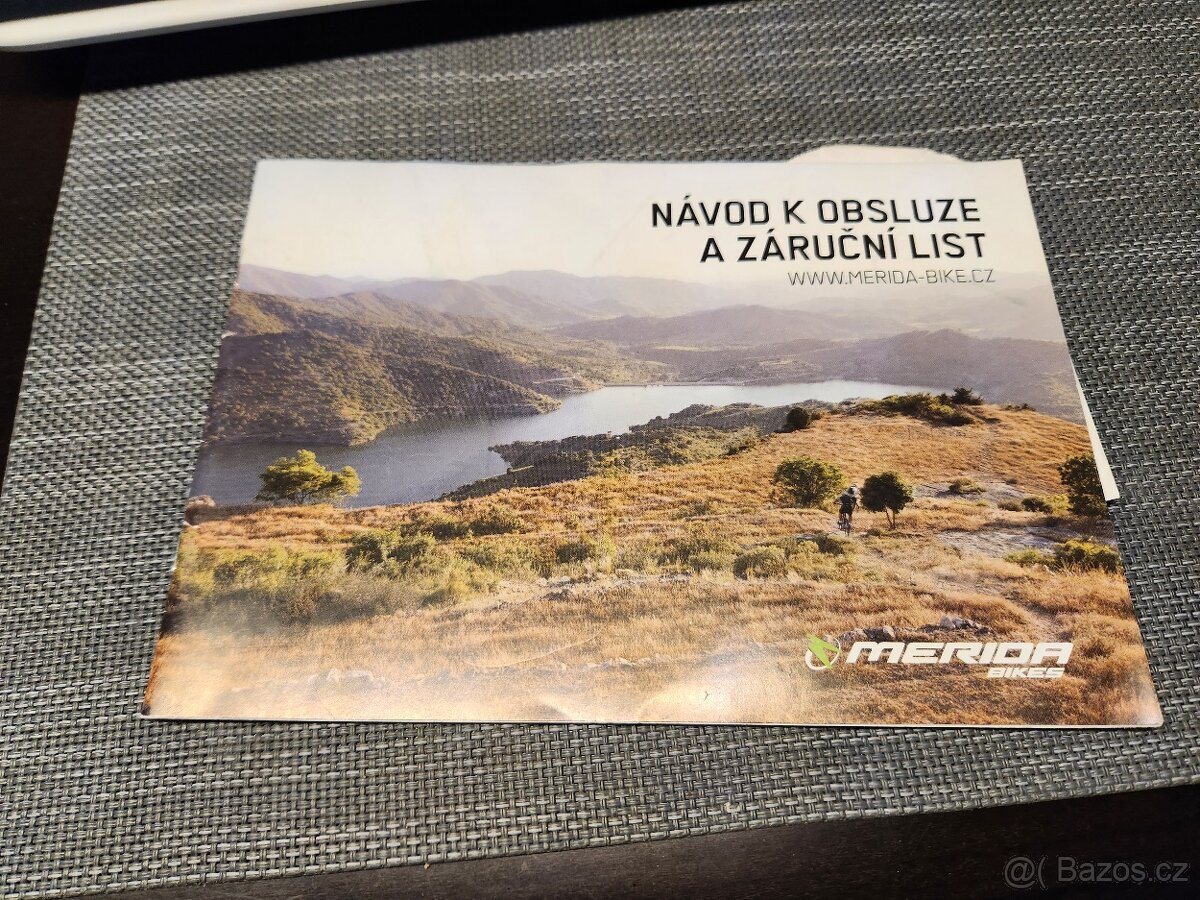 NÁVOD K OBSLUZE
A ZÁRUČNÍ LIST
WWW.MERIDA-BIKE.CZ
MERIDA
BIKES
@( Bazos.cz